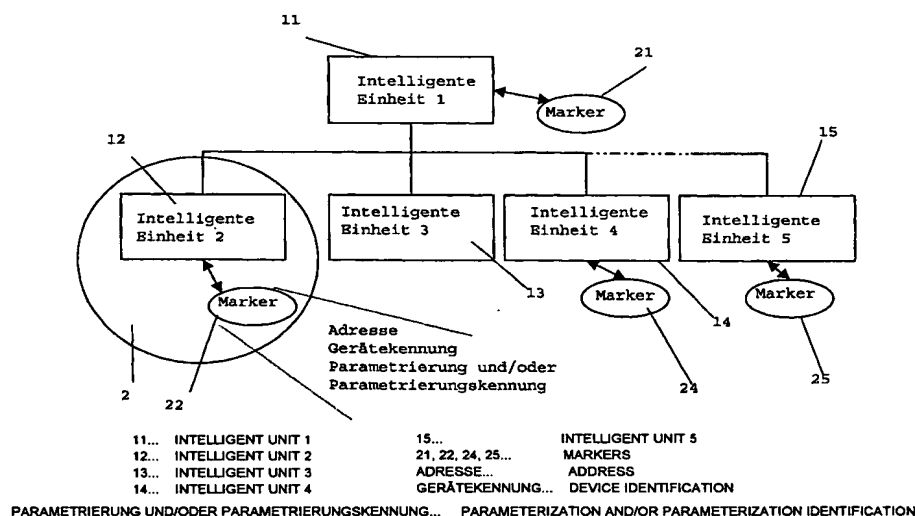 11
21
Intelligente
Einheit 1
Marker
12
15
Intelligente
Einheit 2
Intelligente
Einheit 3
Intelligente
Einheit 4
Intelligente
Einheit 5
Marker
13
Marker
14
Marker
Adresse
Gerätekennung
Parametrierung und/oder
Parametrierungskennung
2
22
24
25
11... INTELLIGENT UNIT 1
12... INTELLIGENT UNIT 2
13... INTELLIGENT UNIT 3
14... INTELLIGENT UNIT 4
15... INTELLIGENT UNIT 5
21, 22, 24, 25... MARKERS
ADRESSE... ADDRESS
GERÄTEKENNUNG... DEVICE IDENTIFICATION
PARAMETRIERUNG UND/ODER PARAMETRIERUNGSKENNUNG... PARAMETERIZATION AND/OR PARAMETERIZATION IDENTIFICATION